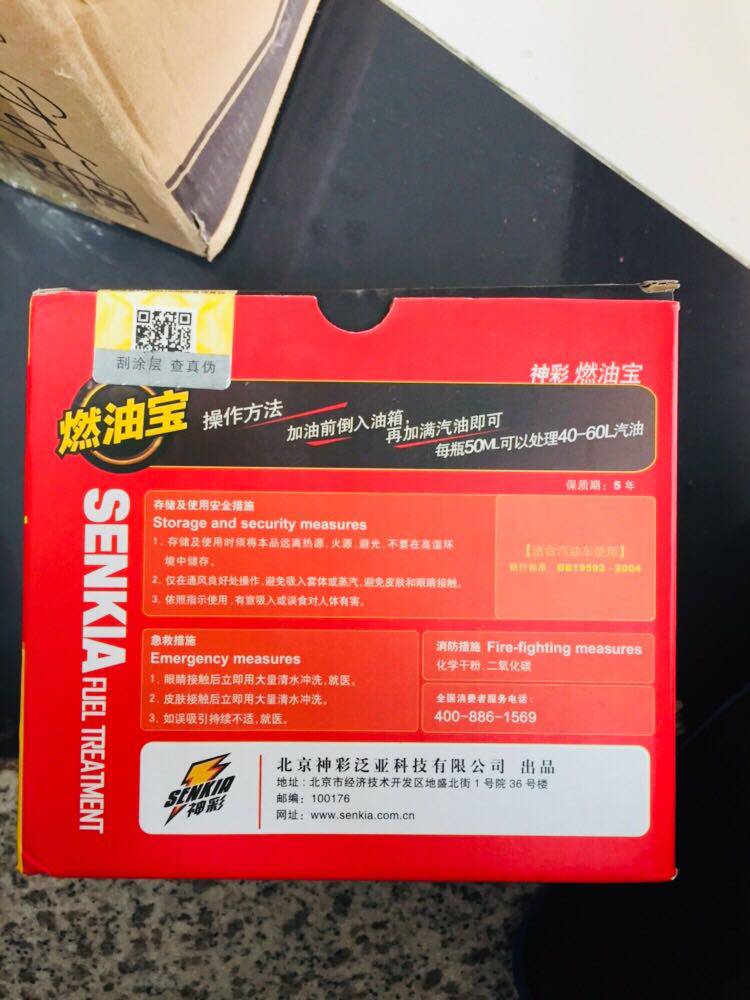 刮涂层 查真伪
神彩 燃油宝
燃油宝
操作方法
加油前倒入油箱,
再加满汽油即可
每瓶50ML可以处理40-60L汽油
保质期：5 年
SENKIA FUEL TREATMENT
存储及使用安全措施
Storage and security measures
1. 存储及使用时须将本品远离热源、火源、避光、不要在高温环
境中储存。
2. 仅在通风良好处操作,避免吸入雾体或蒸汽,避免皮肤和眼睛接触。
3. 依照指示使用,有意吸入或误食对人体有害。
【适合汽油车使用】
执行标准：GB19592-2004
急救措施
Emergency measures
1. 眼睛接触后立即用大量清水冲洗,就医。
2. 皮肤接触后立即用大量清水冲洗。
3. 如误吸引持续不适,就医。
消防措施 Fire-fighting measures
化学干粉、二氧化碳
全国消费者服务电话：
400-886-1569
SENKIA
神彩
北京神彩泛亚科技有限公司 出品
地址：北京市经济技术开发区地盛北街 1 号院 36 号楼
邮编：100176
网址：www.senkia.com.cn